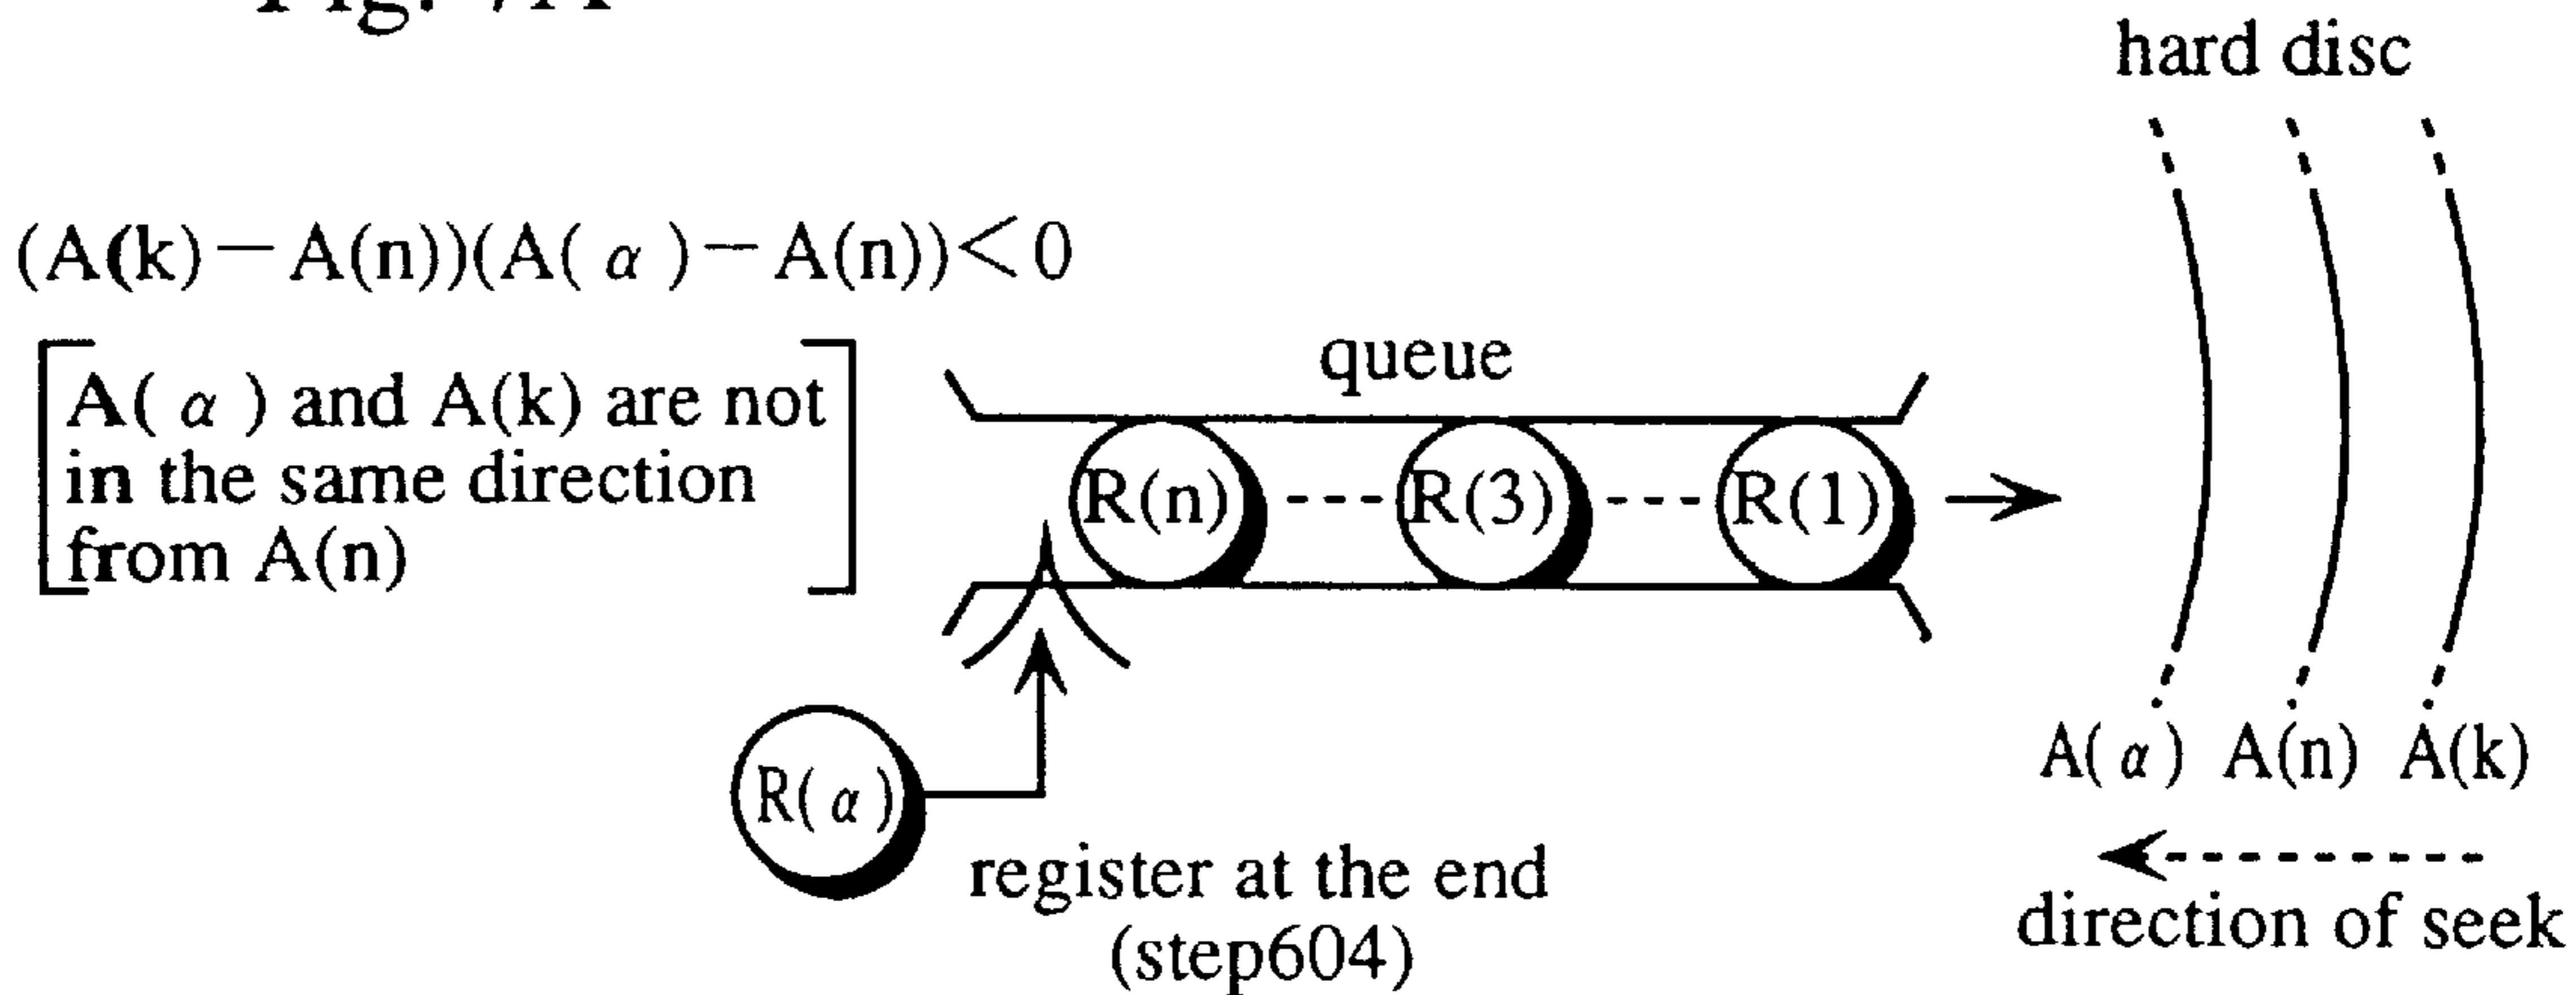 hard disc
(A(k)－A(n))(A(α)－A(n))<0
A(α) and A(k) are not
in the same direction
from A(n)
queue
R(n) --- R(3) --- R(1)
R(α)
register at the end
(step604)
A(α) A(n) A(k)
direction of seek